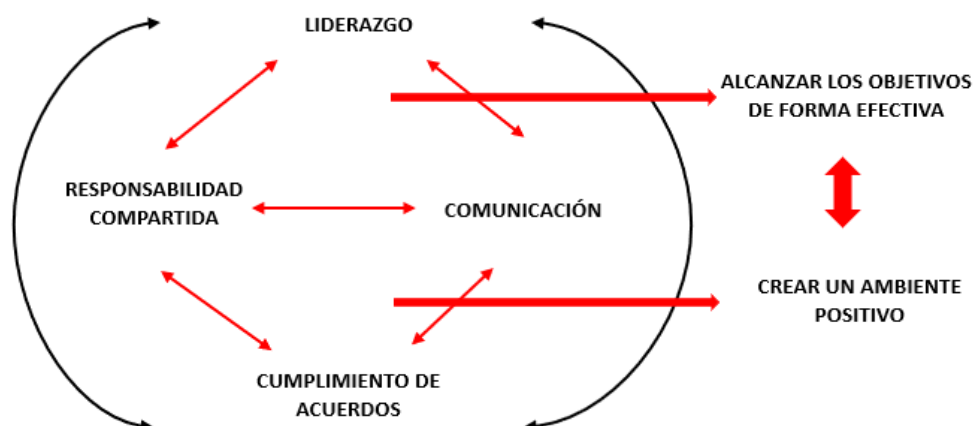 LIDERAZGO
ALCANZAR LOS OBJETIVOS
DE FORMA EFECTIVA
RESPONSABILIDAD
COMPARTIDA
COMUNICACIÓN
CREAR UN AMBIENTE
POSITIVO
CUMPLIMIENTO DE
ACUERDOS